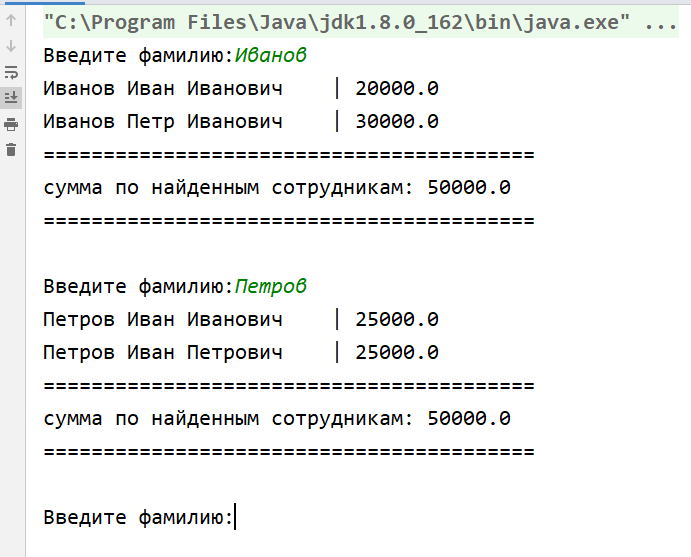 "C:\Program Files\Java\jdk1.8.0_162\bin\java.exe" ...
Введите фамилию:Иванов
Иванов Иван Иванович    | 20000.0
Иванов Петр Иванович    | 30000.0
=========================================
сумма по найденным сотрудникам: 50000.0
=========================================
Введите фамилию:Петров
Петров Иван Иванович    | 25000.0
Петров Иван Петрович    | 25000.0
=========================================
сумма по найденным сотрудникам: 50000.0
=========================================
Введите фамилию: